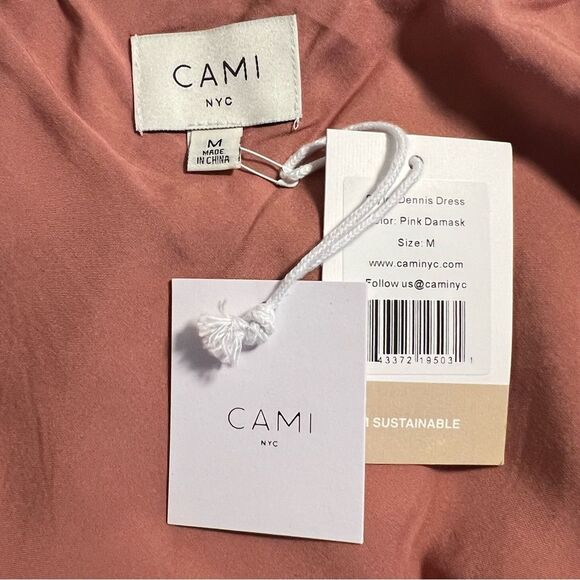 CAMI
NYC
M
MADE
IN CHINA
Dennis Dress
Pink Damask
Size: M
www.caminyc.com
Follow us@caminyc
43372 19503 1
SUSTAINABLE
CAMI
NYC